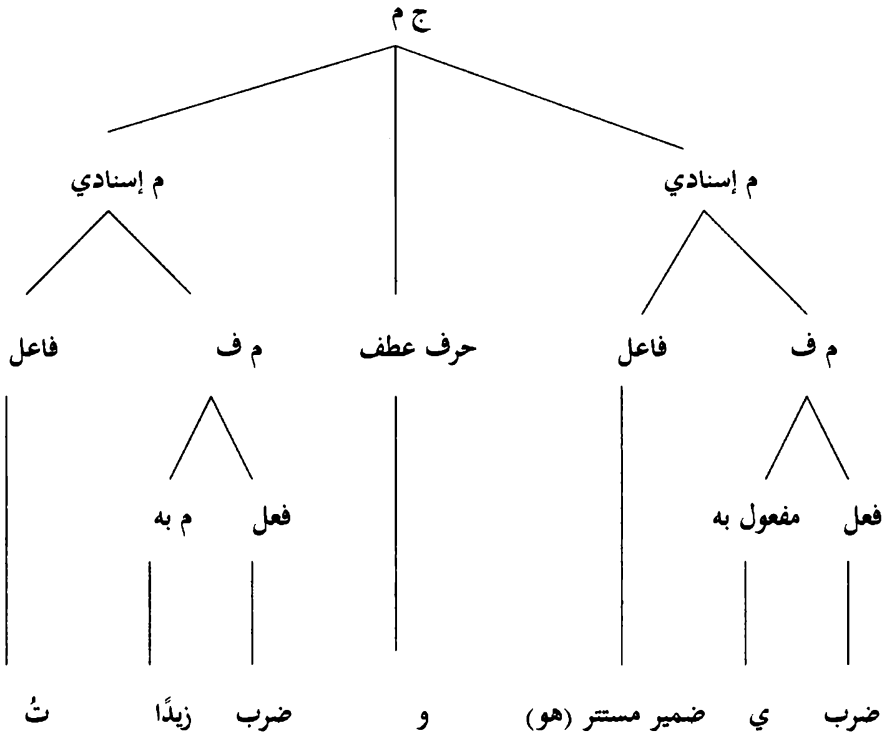 ج م
م إسنادي م إسنادي
م ف فاعل حرف عطف م ف فاعل
فعل مفعول به فعل م به
ضرب ي ضمير مستتر (هو) و ضرب زيدًا تُ